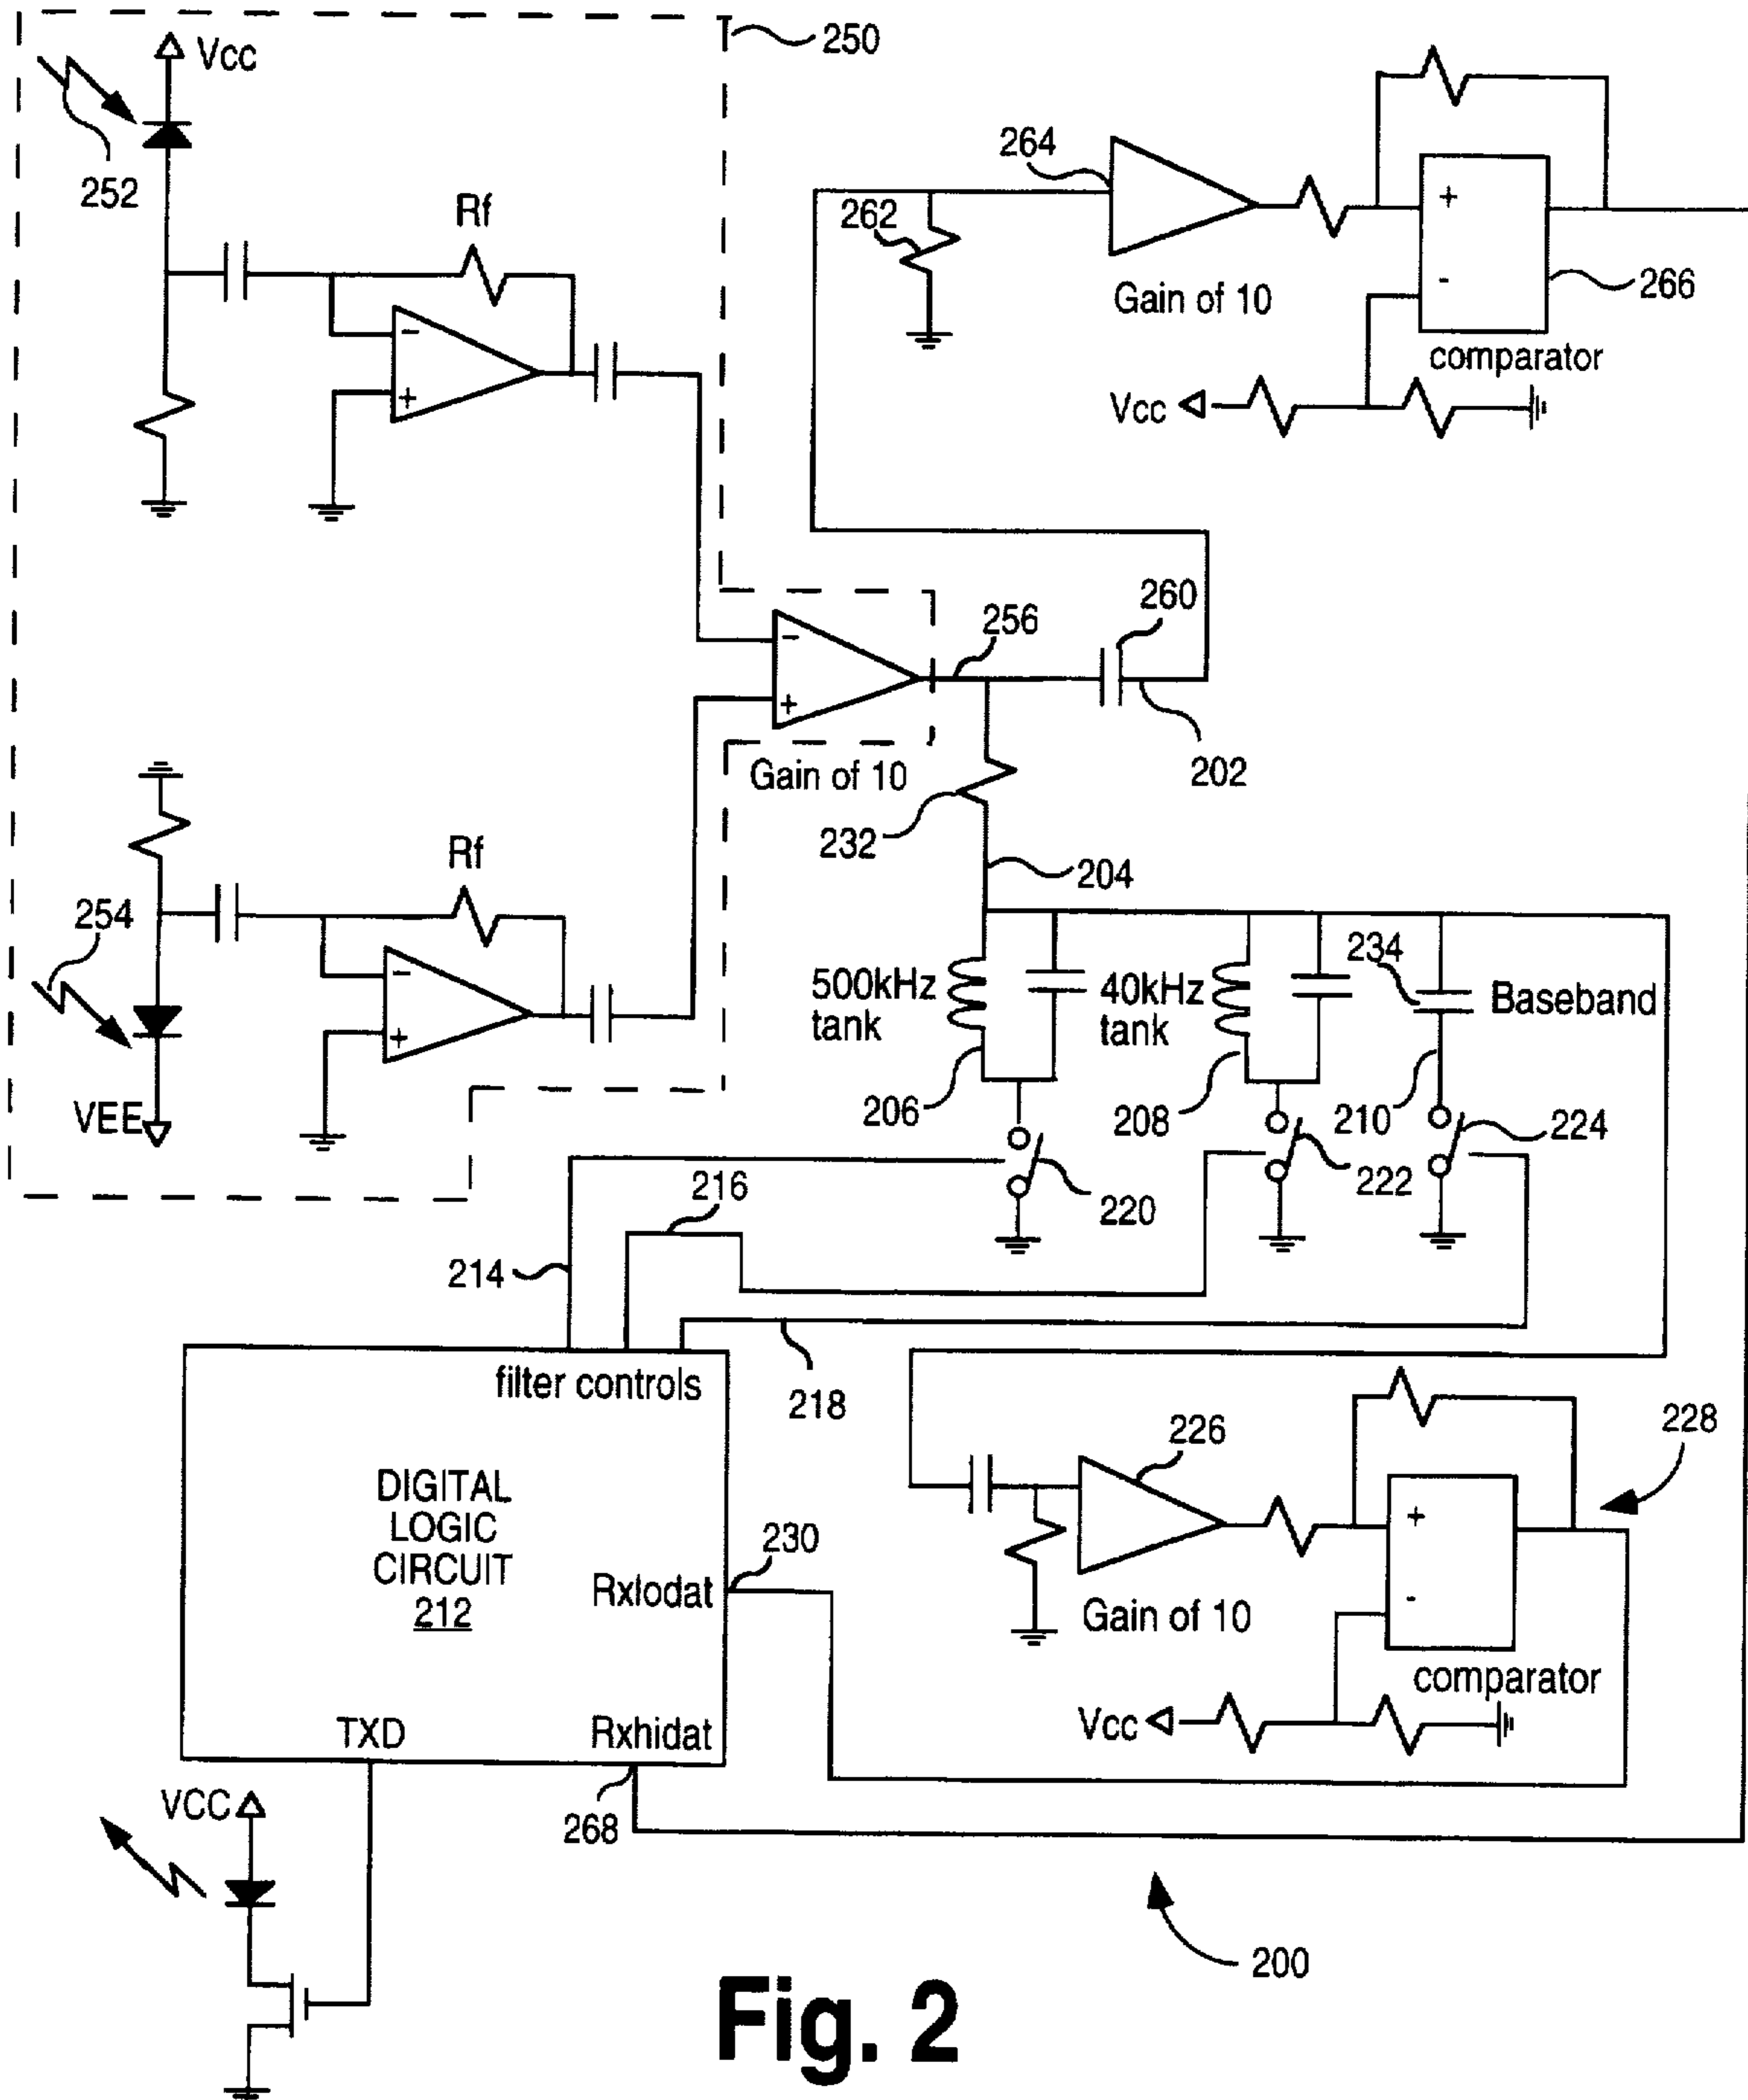 250
Vcc
252
Rf
264
262
Gain of 10
+
-
266
comparator
Vcc
-
+
260
256
-
+
202
Gain of 10
232
204
Rf
254
-
+
VEE
500kHz
tank
40kHz
tank
234
Baseband
206
208
210
224
222
220
216
214
218
filter controls
DIGITAL
LOGIC
CIRCUIT
212
230
Rxlodat
TXD
Rxhidat
226
228
+
-
Gain of 10
comparator
Vcc
VCC
268
200
Fig. 2